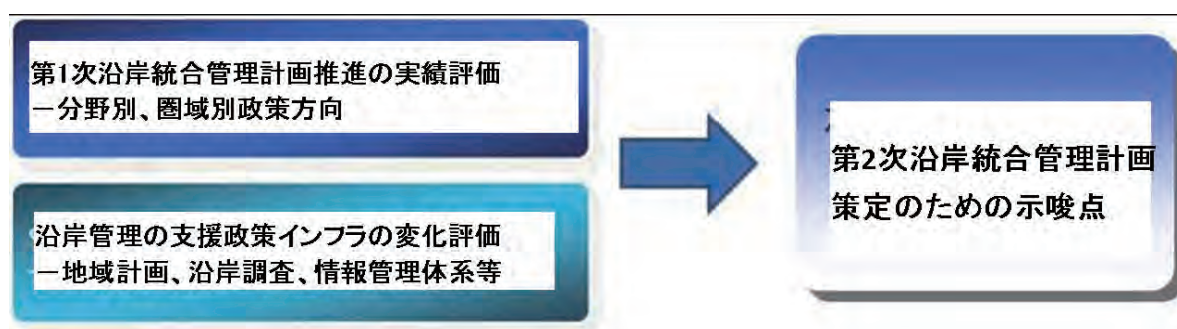 第1次沿岸統合管理計画推進の実績評価
－分野別、圏域別政策方向
沿岸管理の支援政策インフラの変化評価
－地域計画、沿岸調査、情報管理体系等
第2次沿岸統合管理計画
策定のための示唆点